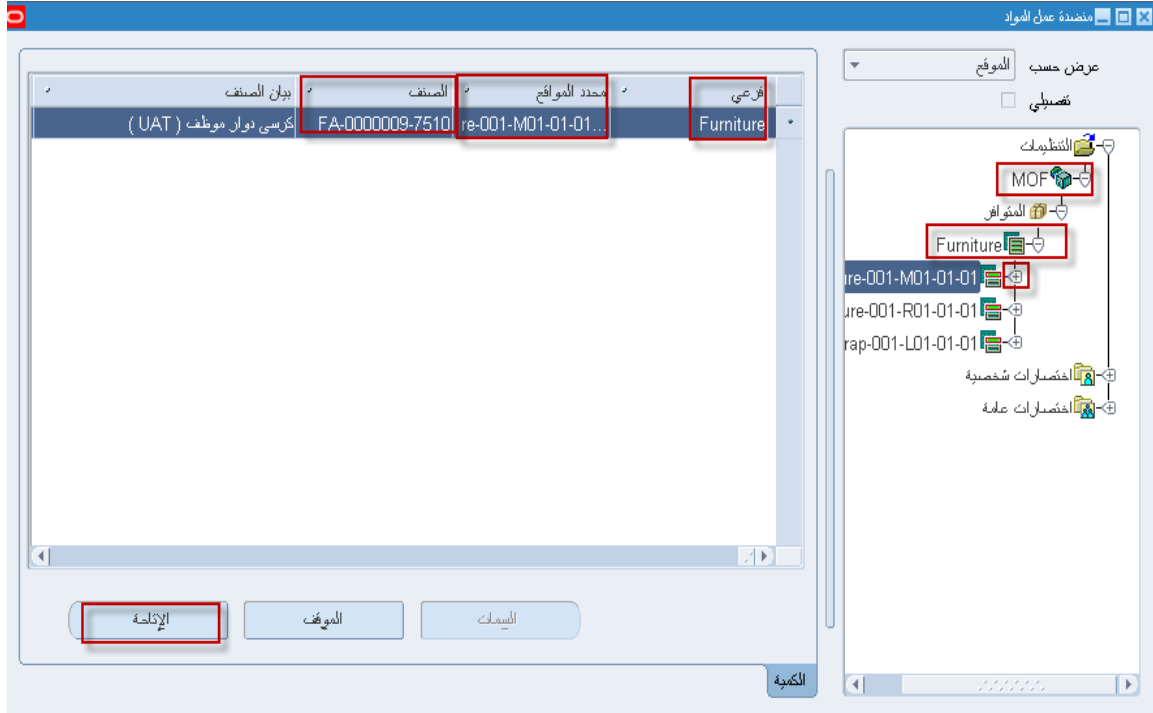 منضدة عمل المواد
عرض حسب الموقع
تفصيلي
التنظيمات
MOF
المتوافر
Furniture
re-001-M01-01-01
ure-001-R01-01-01
rap-001-L01-01-01
اختصارات شخصية
اختصارات عامة
فرعي محدد المواقع الصنف بيان الصنف
Furniture re-001-M01-01-01... FA-0000009-7510 كرسى دوار موظف ( UAT )
السمات الموقف الإتاحة
الكمية